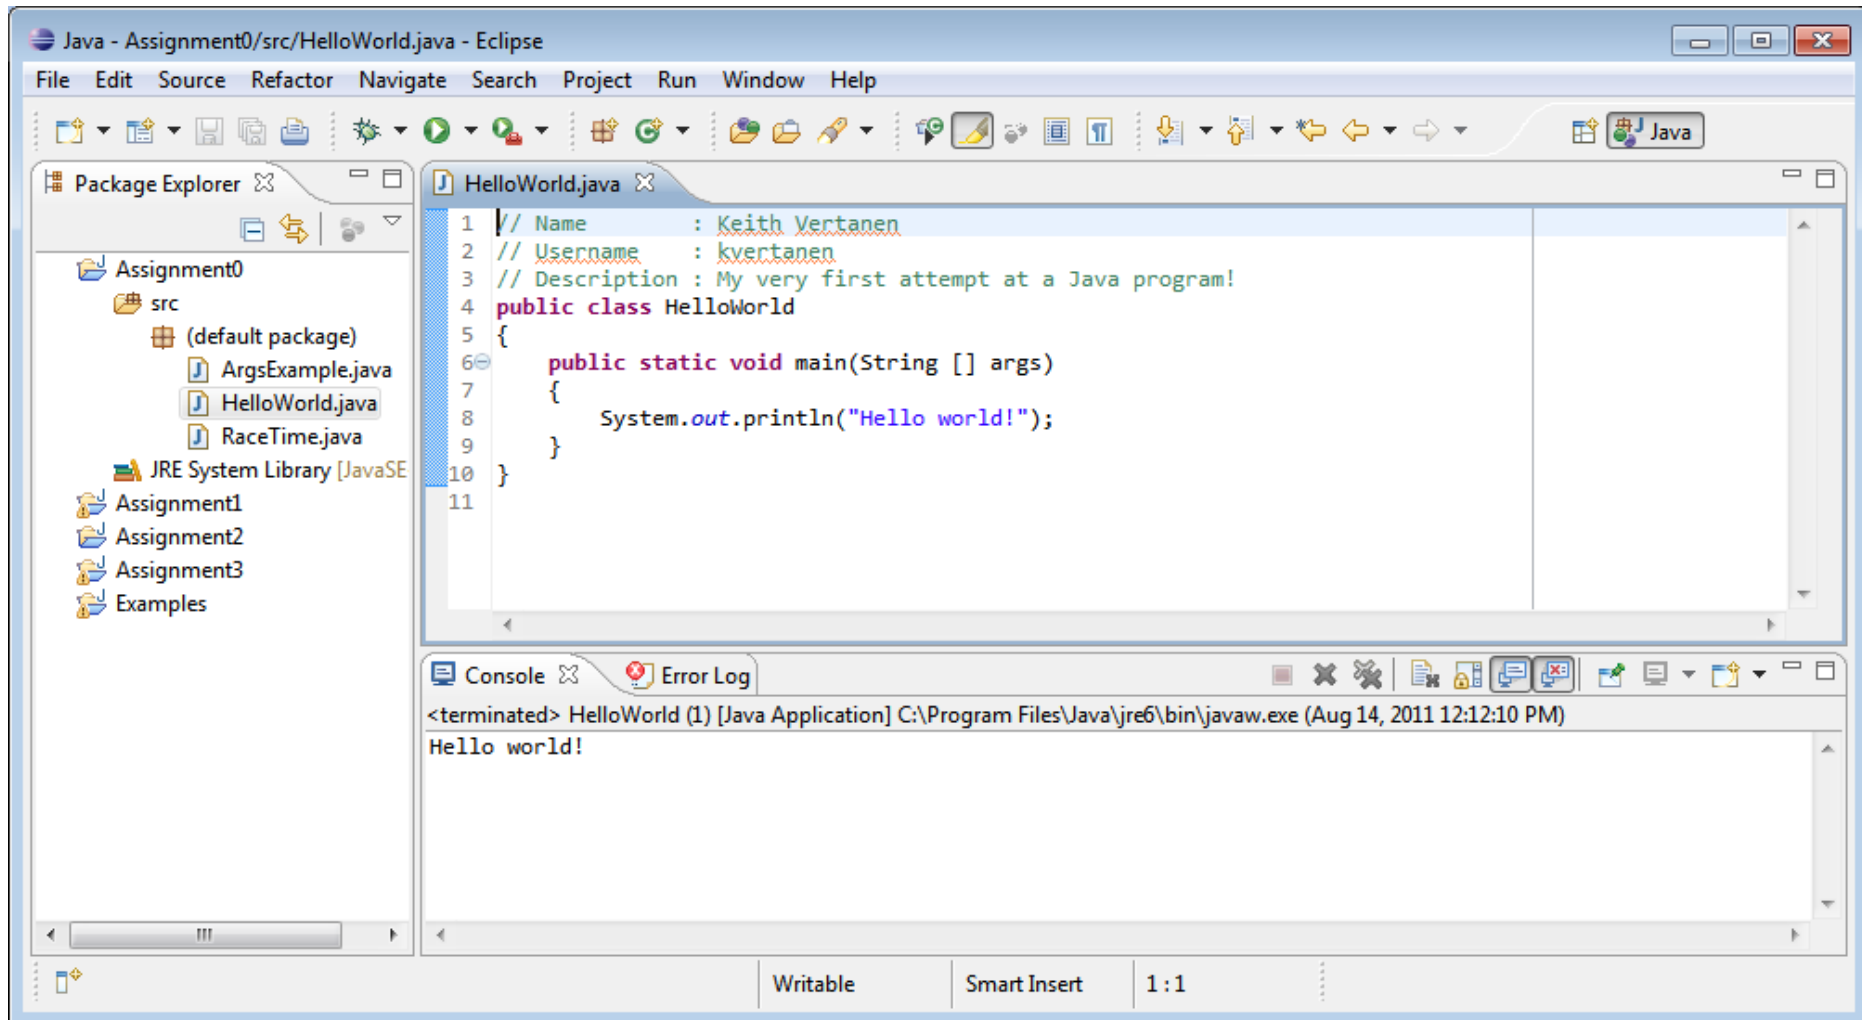 Java - Assignment0/src/HelloWorld.java - Eclipse
File Edit Source Refactor Navigate Search Project Run Window Help
Java
Package Explorer
Assignment0
src
(default package)
ArgsExample.java
HelloWorld.java
RaceTime.java
JRE System Library [JavaSE
Assignment1
Assignment2
Assignment3
Examples
HelloWorld.java
1 // Name : Keith Vertanen
2 // Username : kvertanen
3 // Description : My very first attempt at a Java program!
4 public class HelloWorld
5 {
6 public static void main(String [] args)
7 {
8 System.out.println("Hello world!");
9 }
10 }
11
Console Error Log
<terminated> HelloWorld (1) [Java Application] C:\Program Files\Java\jre6\bin\javaw.exe (Aug 14, 2011 12:12:10 PM)
Hello world!
Writable Smart Insert 1 : 1